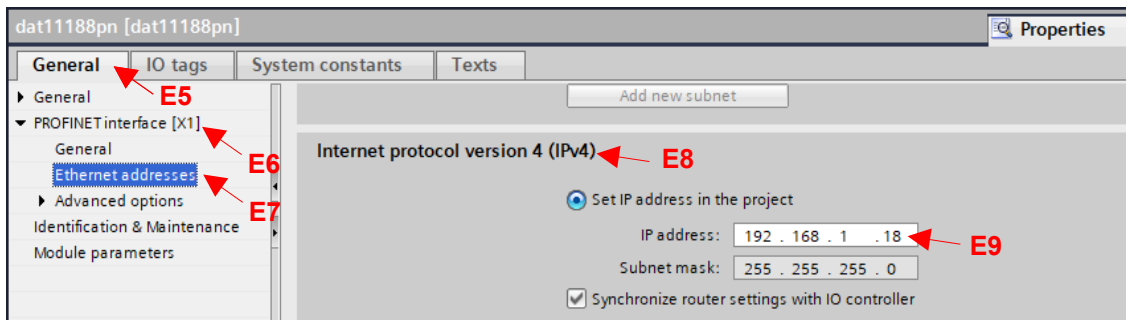 dat11188pn [dat11188pn]
Properties
General IO tags System constants Texts
E5
General
PROFINET interface [X1]
E6
General
Ethernet addresses
E7
Advanced options
Identification & Maintenance
Module parameters
Add new subnet
Internet protocol version 4 (IPv4)
E8
Set IP address in the project
IP address: 192 . 168 . 1 . 18
E9
Subnet mask: 255 . 255 . 255 . 0
Synchronize router settings with IO controller